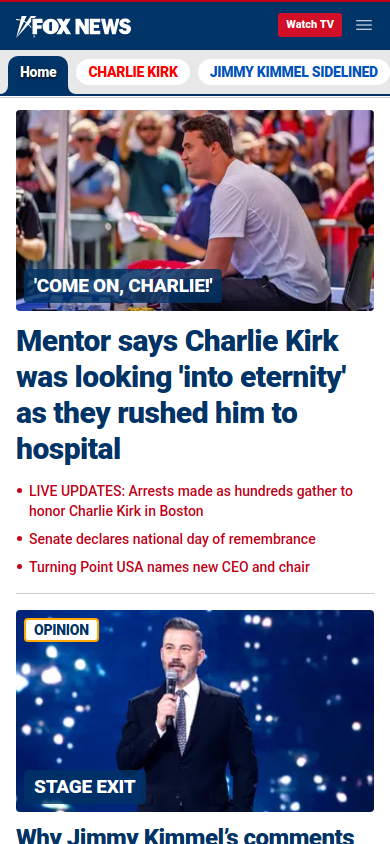 FOX NEWS
Watch TV
Home
CHARLIE KIRK
JIMMY KIMMEL SIDELINED
'COME ON, CHARLIE!'
Mentor says Charlie Kirk
was looking 'into eternity'
as they rushed him to
hospital
LIVE UPDATES: Arrests made as hundreds gather to
honor Charlie Kirk in Boston
Senate declares national day of remembrance
Turning Point USA names new CEO and chair
OPINION
STAGE EXIT
Why Jimmy Kimmel's comments